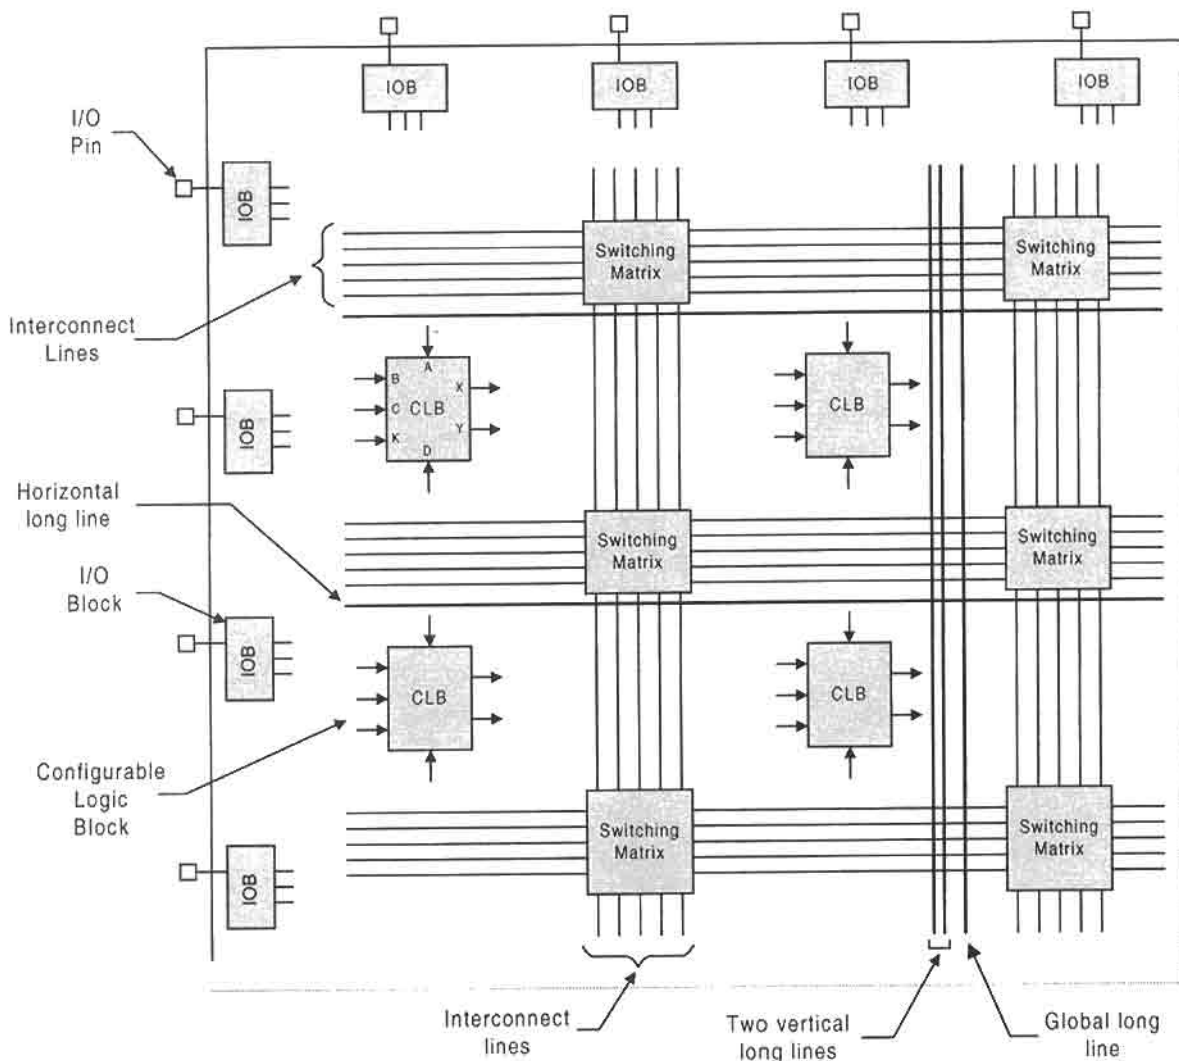 IOB
IOB
IOB
IOB
I/O
Pin
IOB
Switching
Matrix
Switching
Matrix
Interconnect
Lines
A
B
C
K
D
X
Y
CLB
CLB
IOB
Horizontal
long line
Switching
Matrix
Switching
Matrix
I/O
Block
IOB
CLB
CLB
Configurable
Logic
Block
Switching
Matrix
Switching
Matrix
IOB
Interconnect
lines
Two vertical
long lines
Global long
line